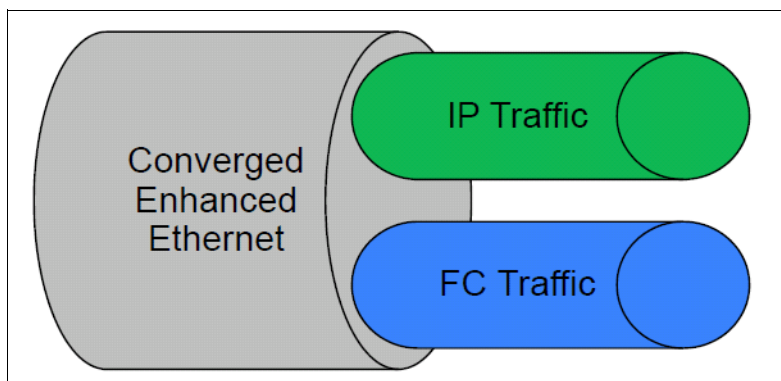 Converged
Enhanced
Ethernet
IP Traffic
FC Traffic